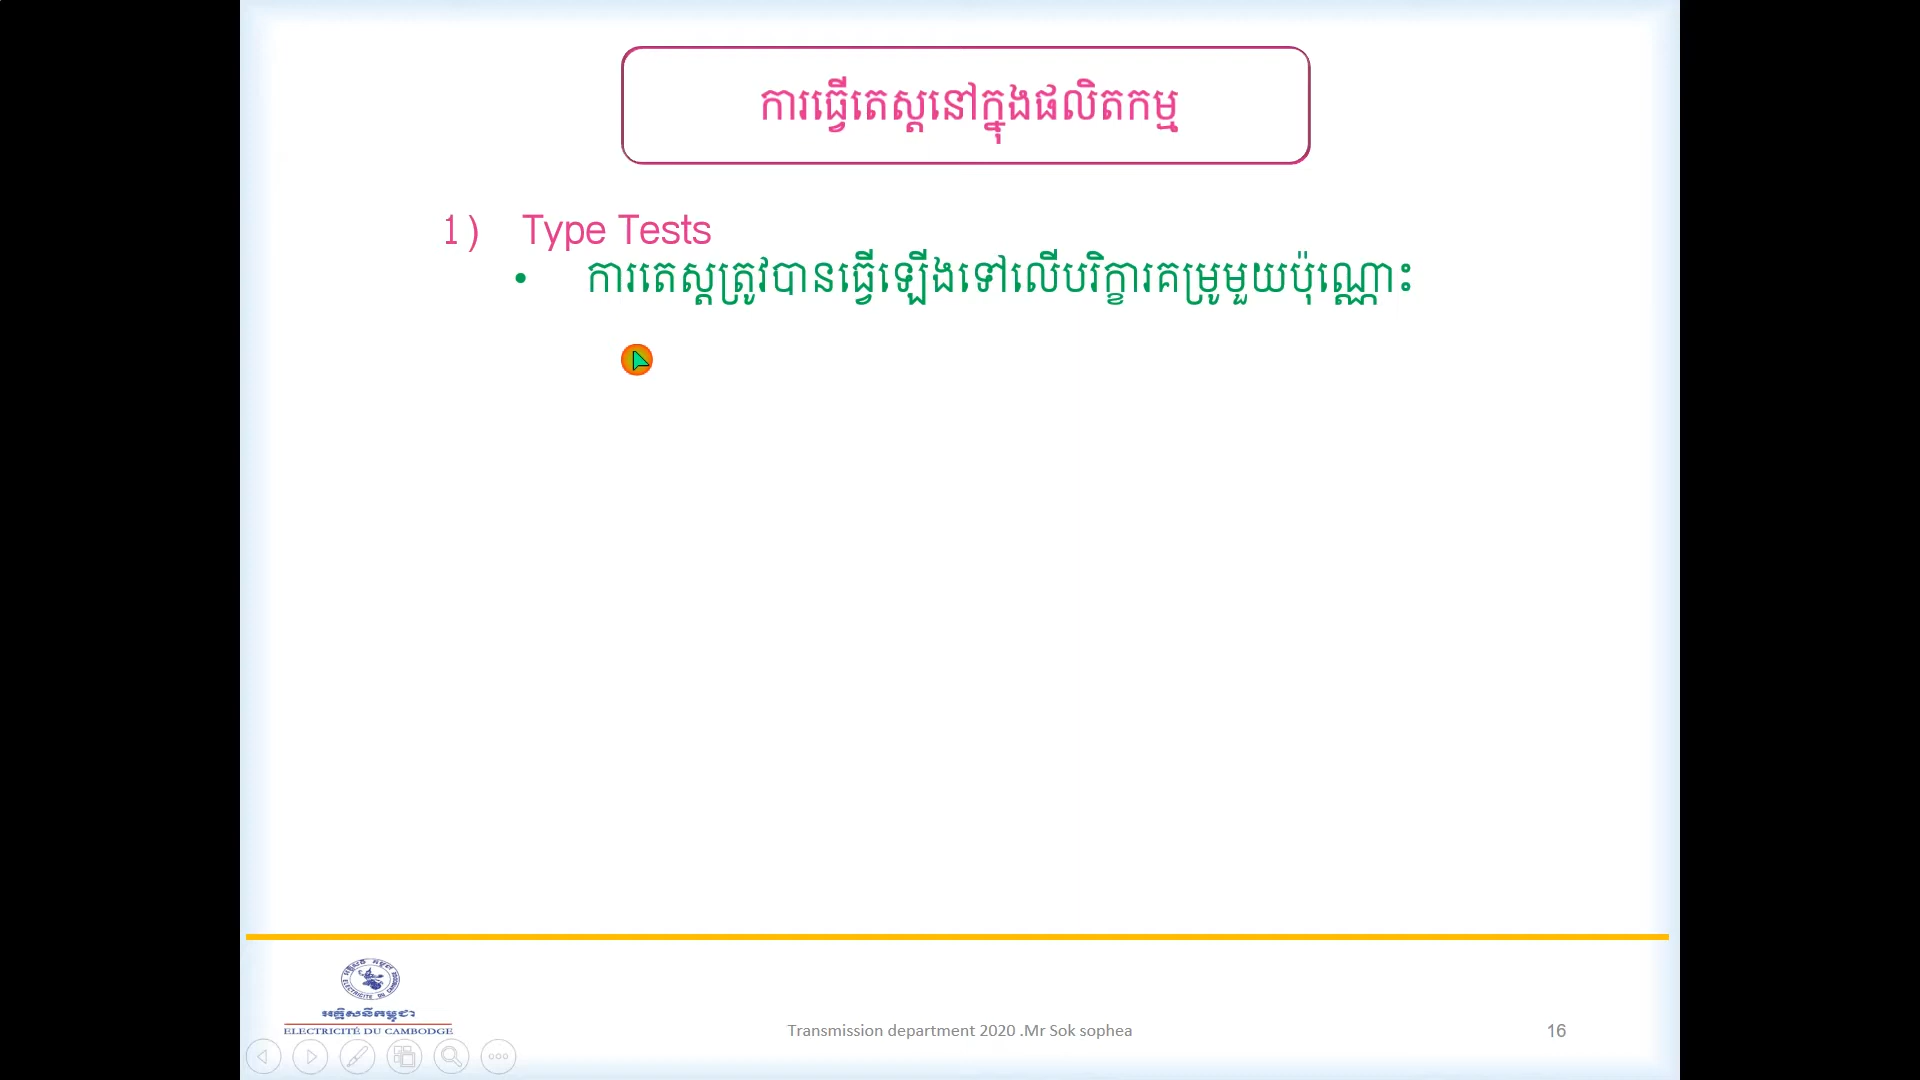 ការធ្វើតេស្តនៅក្នុងផលិតកម្ម
1) Type Tests
• ការតេស្តត្រូវបានធ្វើឡើងទៅលើបរិក្ខារគម្រូមួយប៉ុណ្ណោះ
អគ្គិសនីកម្ពុជា
ELECTRICITÉ DU CAMBODGE
Transmission department 2020 .Mr Sok sophea
16